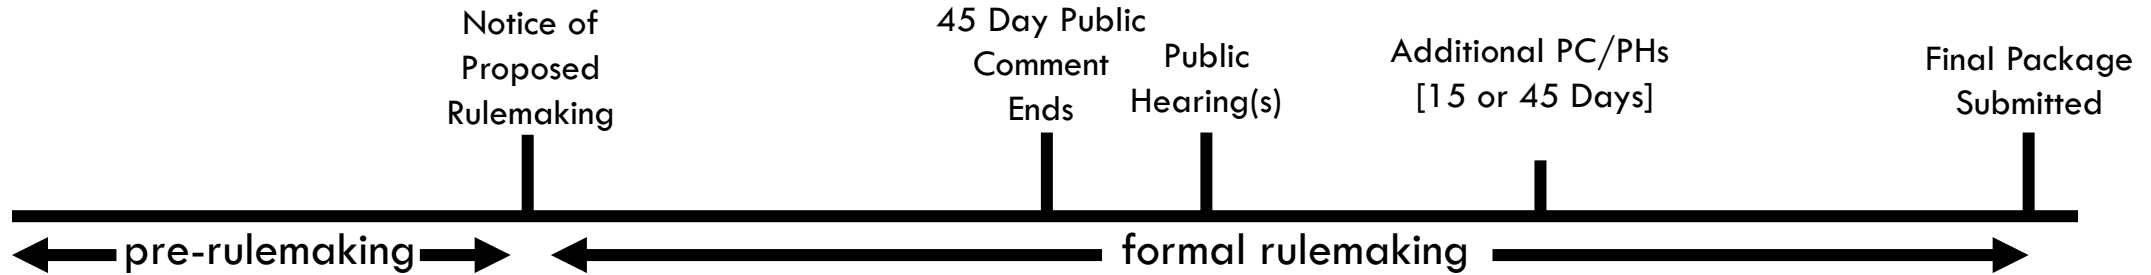 Notice of
Proposed
Rulemaking
45 Day Public
Comment
Ends
Public
Hearing(s)
Additional PC/PHs
[15 or 45 Days]
Final Package
Submitted
pre-rulemaking
formal rulemaking